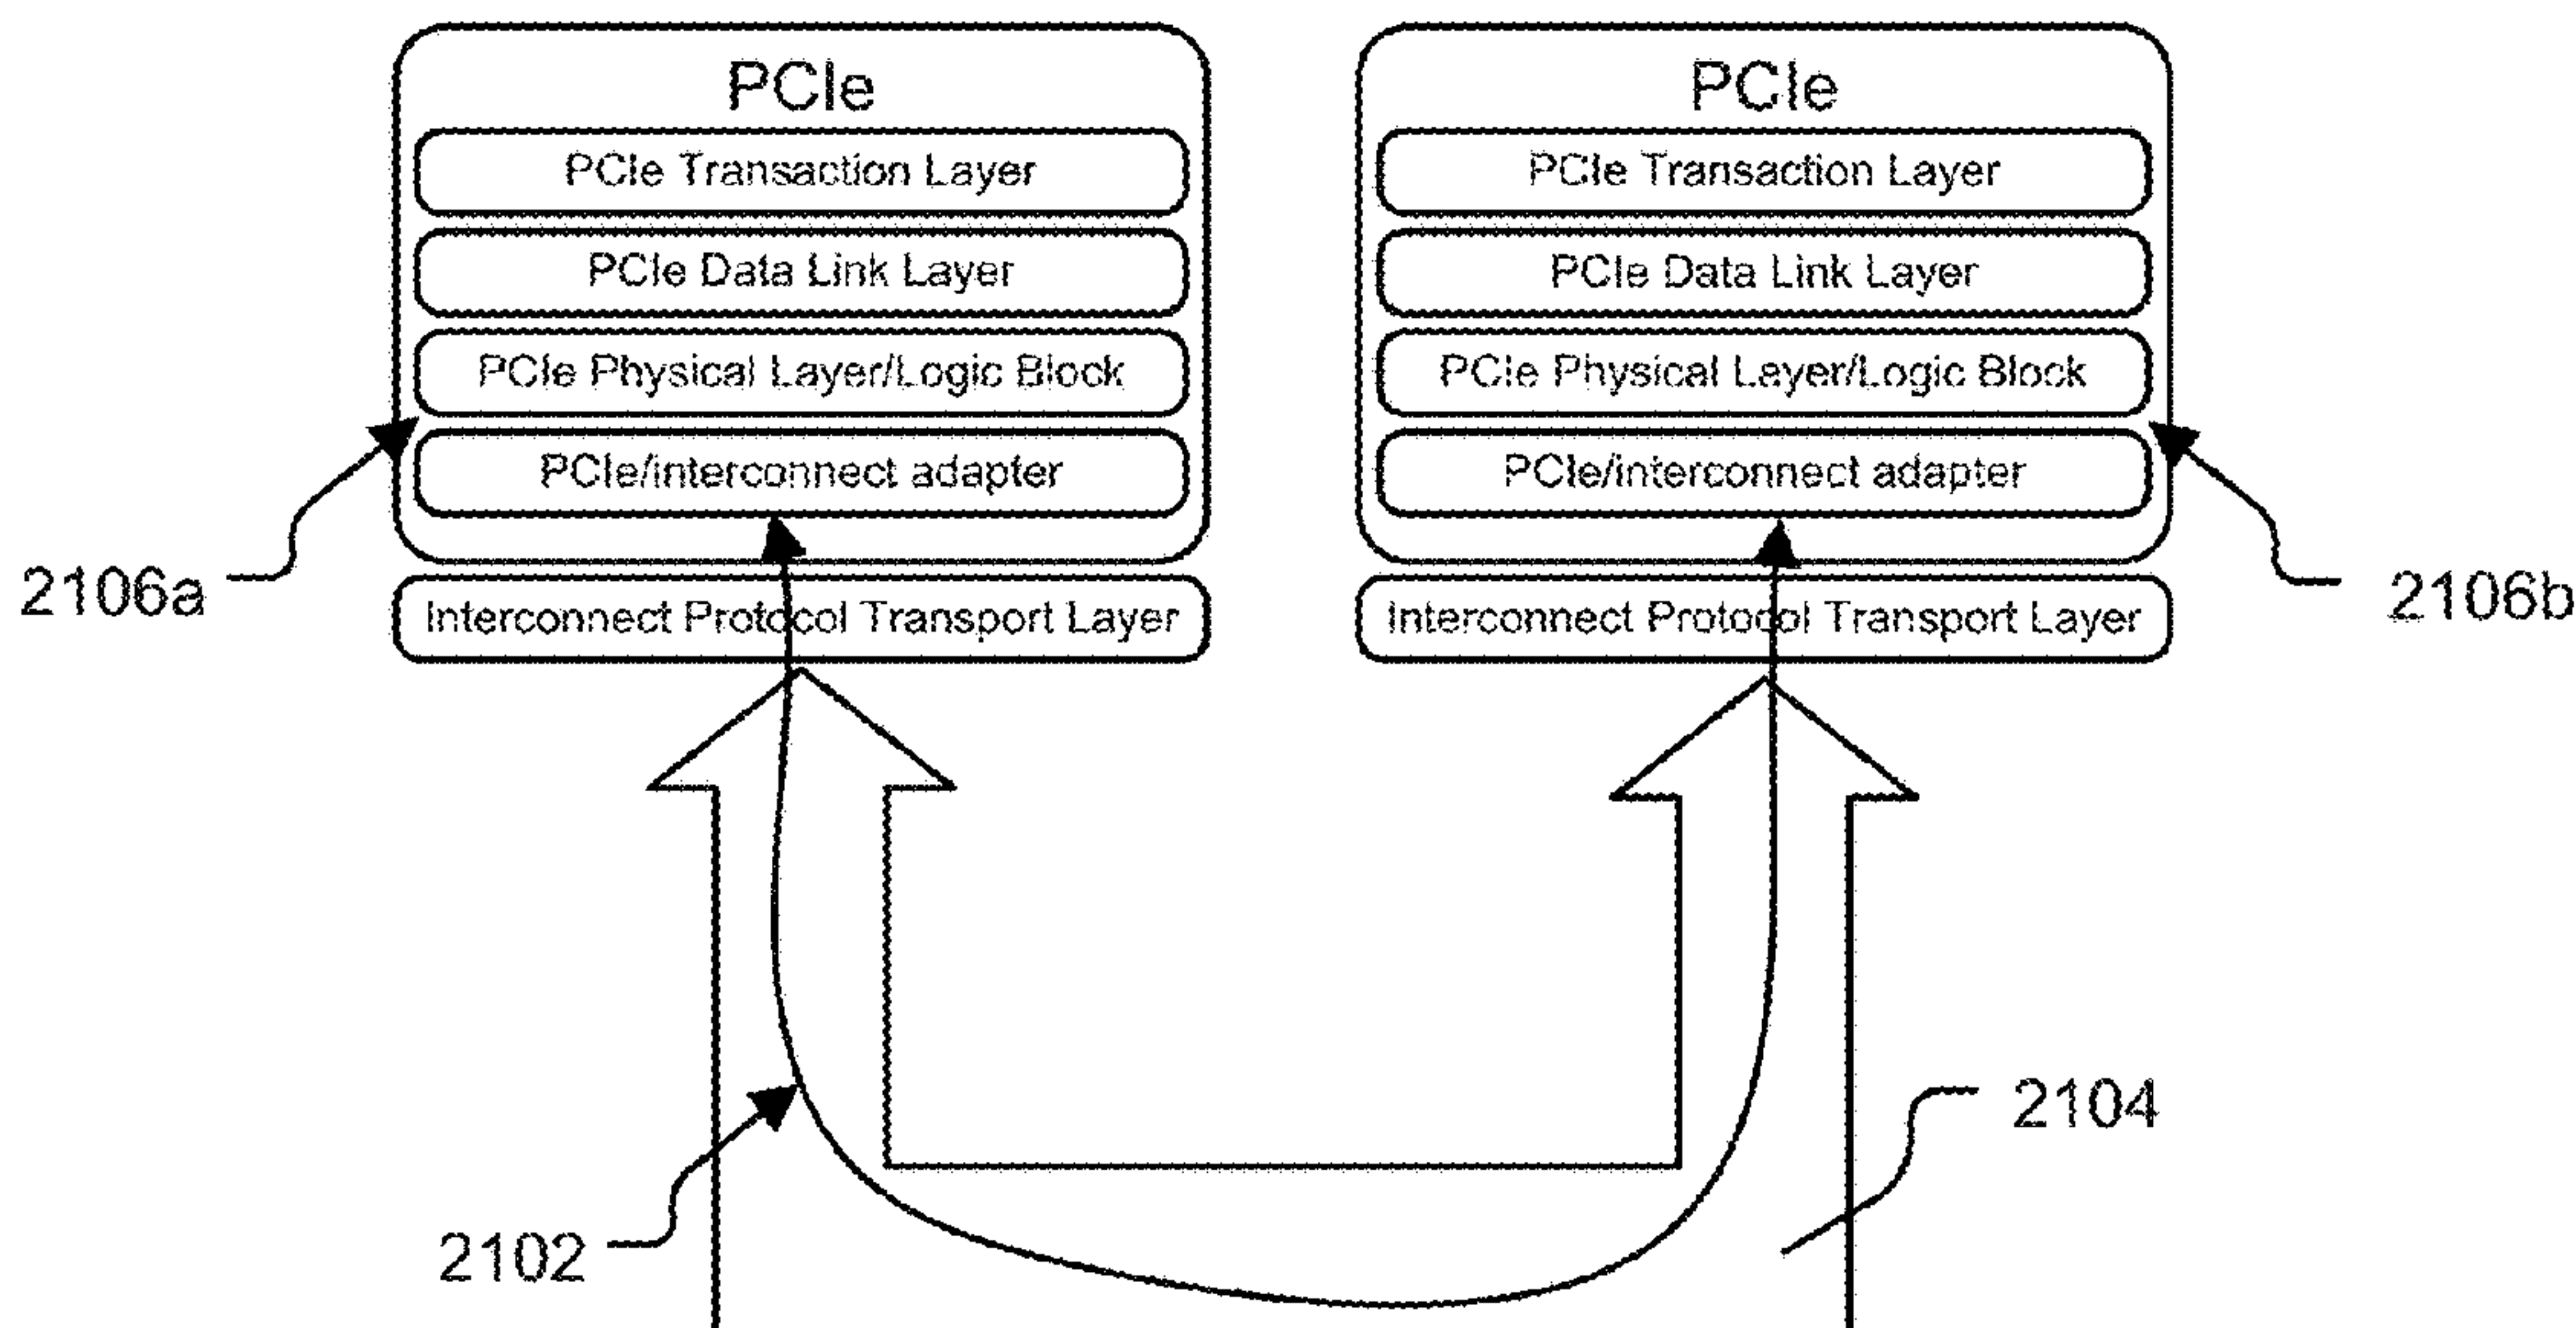 PCIe
PCIe Transaction Layer
PCIe Data Link Layer
PCIe Physical Layer/Logic Block
PCIe/interconnect adapter
Interconnect Protocol Transport Layer
2106a
PCIe
PCIe Transaction Layer
PCIe Data Link Layer
PCIe Physical Layer/Logic Block
PCIe/interconnect adapter
Interconnect Protocol Transport Layer
2106b
2104
2102